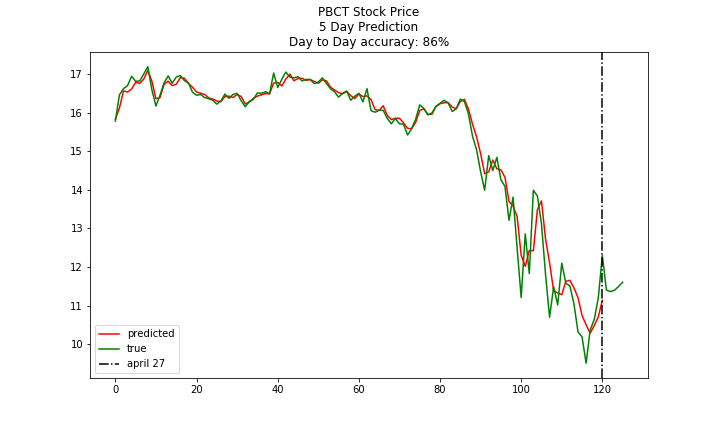 PBCT Stock Price
5 Day Prediction
Day to Day accuracy: 86%
17
16
15
14
13
12
11
10
predicted
true
april 27
0 20 40 60 80 100 120